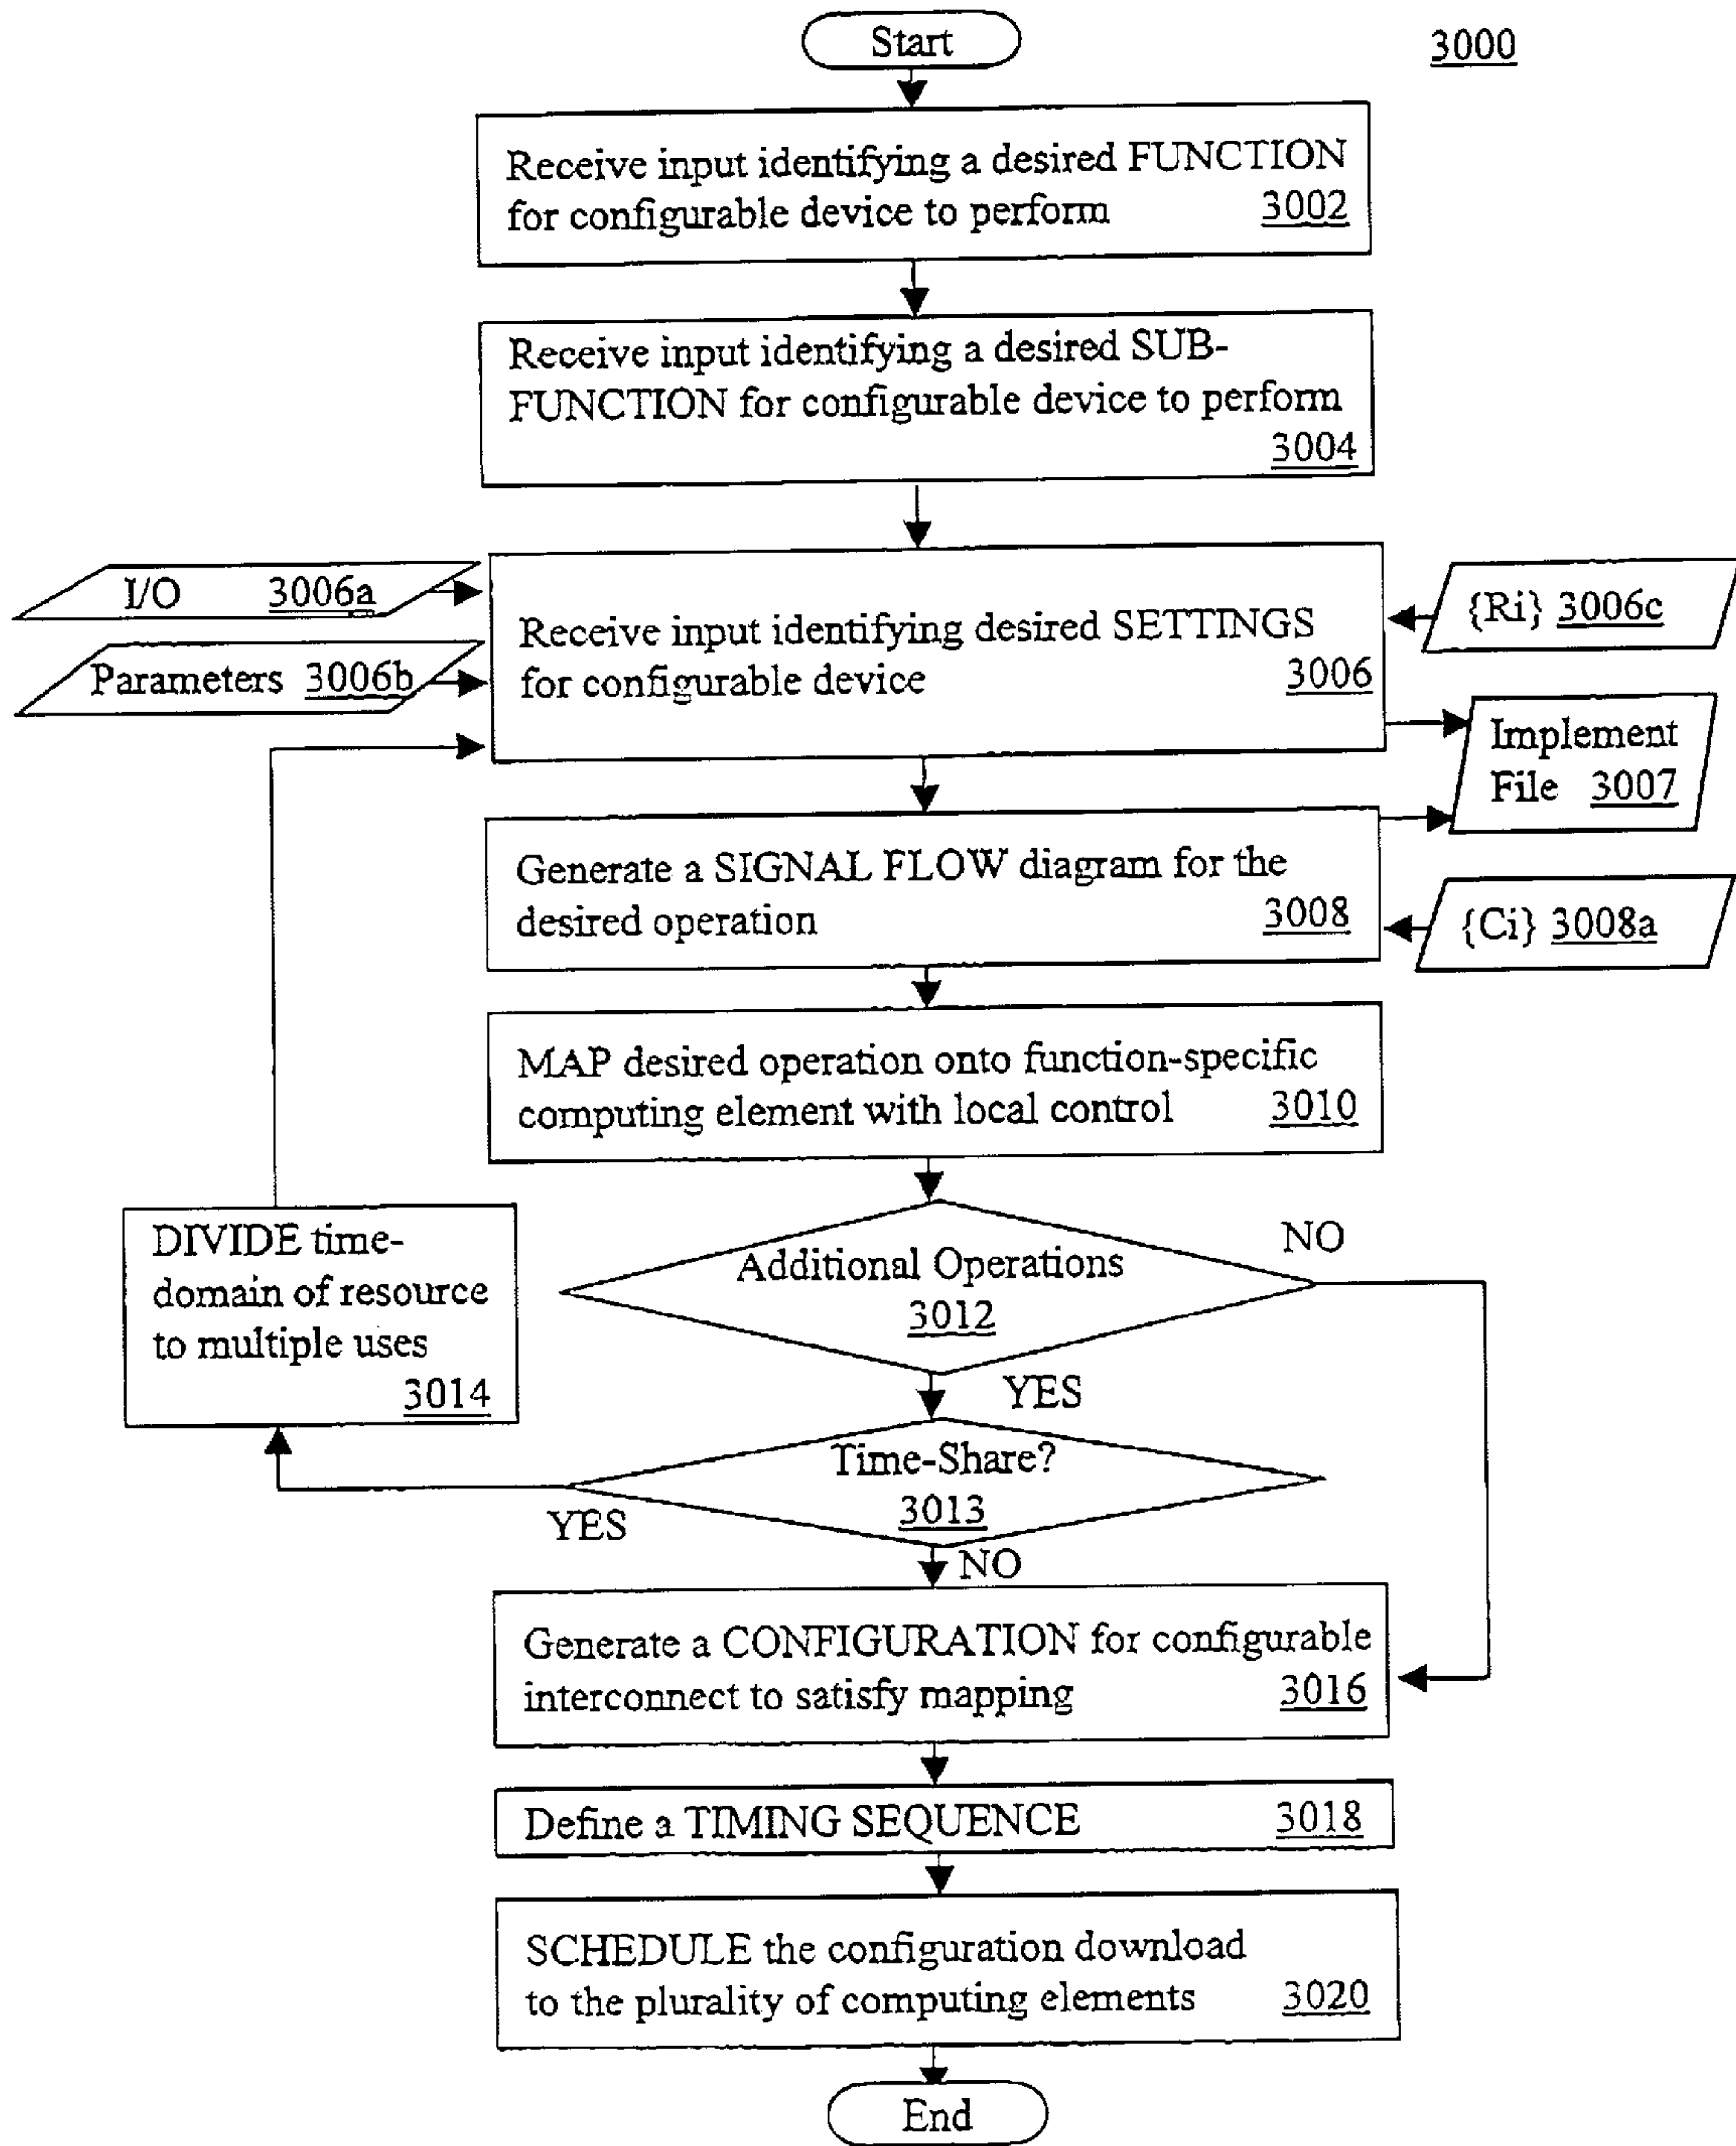 Start
3000
Receive input identifying a desired FUNCTION
for configurable device to perform 3002
Receive input identifying a desired SUB-
FUNCTION for configurable device to perform
3004
I/O 3006a
Parameters 3006b
Receive input identifying desired SETTINGS
for configurable device 3006
{Ri} 3006c
Implement
File 3007
Generate a SIGNAL FLOW diagram for the
desired operation 3008
{Ci} 3008a
MAP desired operation onto function-specific
computing element with local control 3010
DIVIDE time-
domain of resource
to multiple uses
3014
Additional Operations
3012
NO
YES
Time-Share?
3013
YES
NO
Generate a CONFIGURATION for configurable
interconnect to satisfy mapping 3016
Define a TIMING SEQUENCE 3018
SCHEDULE the configuration download
to the plurality of computing elements 3020
End